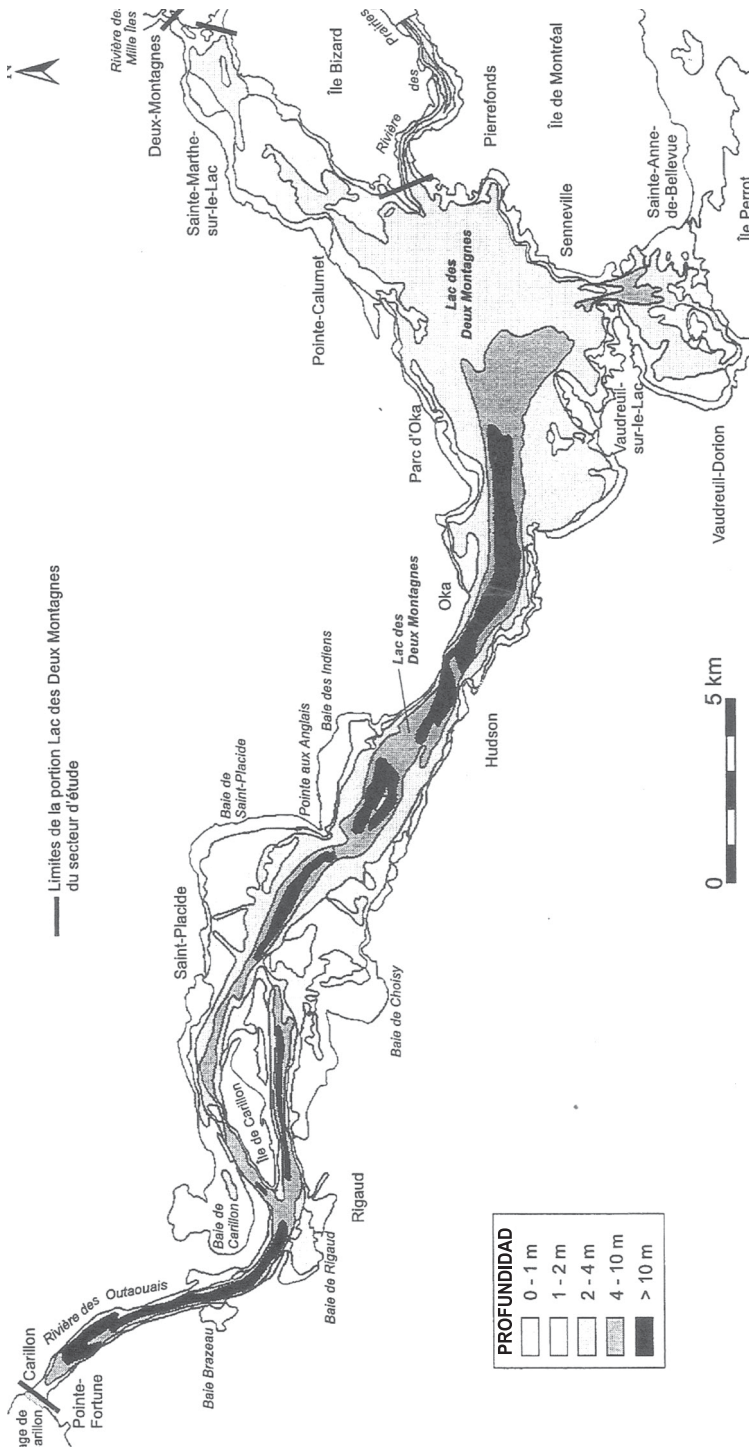 N
Limites de la portion Lac des Deux Montagnes
du secteur d'étude
Carillon
Pointe-
Fortune
Rivière des Outaouais
Baie Brazeau
Baie de Rigaud
Rigaud
Baie de
Carillon
Île de Carillon
Saint-Placide
Baie de
Saint-Placide
Pointe aux Anglais
Baie des Indiens
Baie de Choisy
Lac des
Deux Montagnes
Hudson
Oka
Parc d'Oka
Pointe-Calumet
Sainte-Marthe-
sur-le-Lac
Deux-Montagnes
Rivière des
Mille Îles
Île Bizard
Rivière des Prairies
Pierrefonds
Île de Montréal
Lac des
Deux Montagnes
Senneville
Sainte-Anne-
de-Bellevue
Île Perrot
Vaudreuil-
sur-le-Lac
Vaudreuil-Dorion
0 5 km
PROFUNDIDAD
0 - 1 m
1 - 2 m
2 - 4 m
4 - 10 m
> 10 m